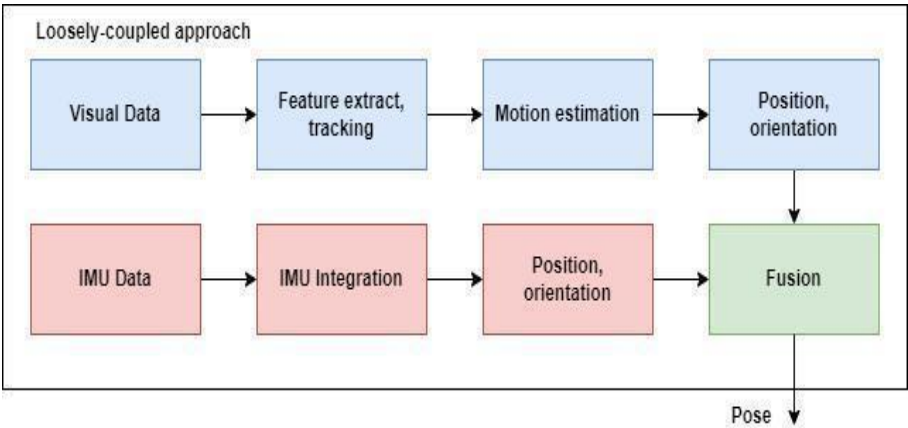 Loosely-coupled approach
Visual Data
Feature extract,
tracking
Motion estimation
Position,
orientation
IMU Data
IMU Integration
Position,
orientation
Fusion
Pose